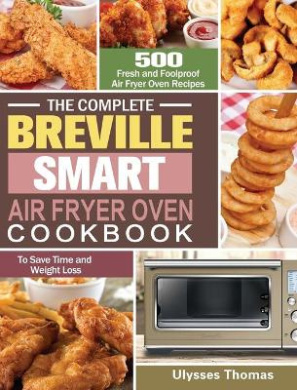 500
Fresh and Foolproof
Air Fryer Oven Recipes
THE COMPLETE
BREVILLE
SMART
AIR FRYER OVEN
COOKBOOK
To Save Time and
Weight Loss
Ulysses Thomas